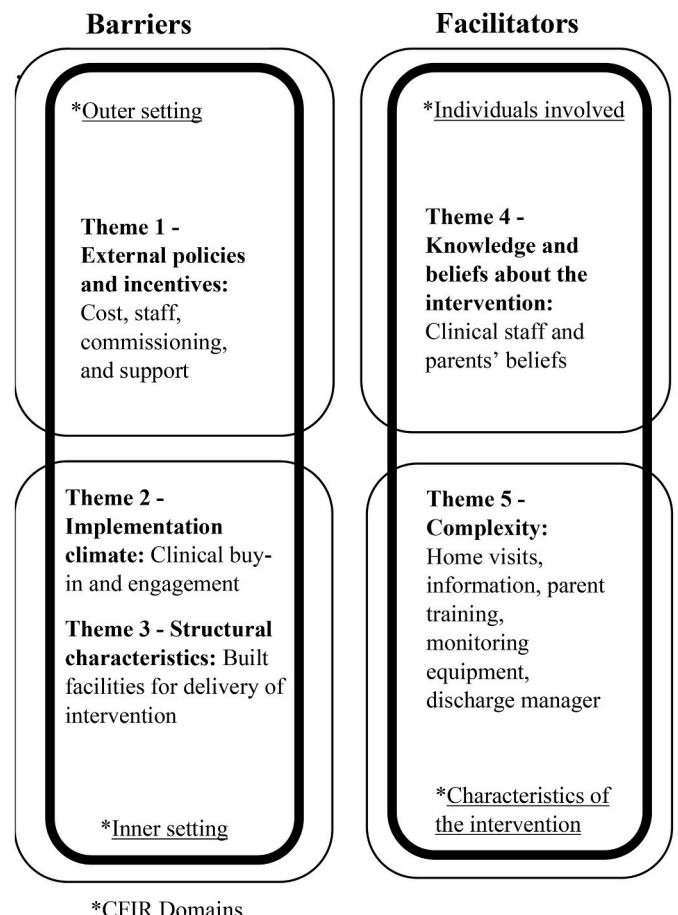 Barriers
*Outer setting
Theme 1 -
External policies
and incentives:
Cost, staff,
commissioning,
and support
Theme 2 -
Implementation
climate: Clinical buy-
in and engagement
Theme 3 - Structural
characteristics: Built
facilities for delivery of
intervention
*Inner setting
Facilitators
*Individuals involved
Theme 4 -
Knowledge and
beliefs about the
intervention:
Clinical staff and
parents’ beliefs
Theme 5 -
Complexity:
Home visits,
information, parent
training,
monitoring
equipment,
discharge manager
*Characteristics of
the intervention
*CFIR Domains